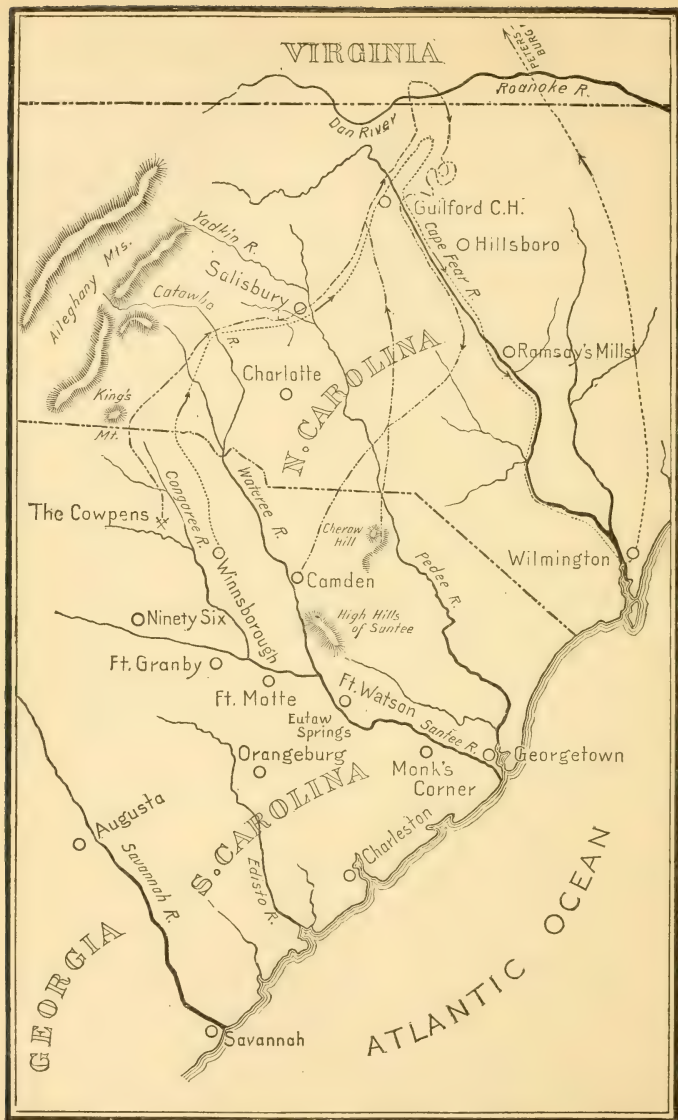 VIRGINIA
PETERS-
BURG,
Roanoke R.
Dan River
Guilford C.H.
Cape Fear R
Hillsboro
Yadkin R.
Alleghany Mts.
Salisbury
Catawba
R.
Ramsay's Mills
Charlotte
N. CAROLINA
King's
Mt.
The Cowpens
Congaree R.
Wateree R.
Cheraw
Hill
Wilmington
Winnsborough
Camden
Pedee R.
High Hills
of Santee
Ninety Six
Ft. Granby
Ft. Motte
Ft. Watson
Eutaw
Springs
Santee R.
Georgetown
Orangeburg
Monk's
Corner
S. CAROLINA
Augusta
Charleston
Savannah R.
Edisto R.
GEORGIA
ATLANTIC OCEAN
Savannah